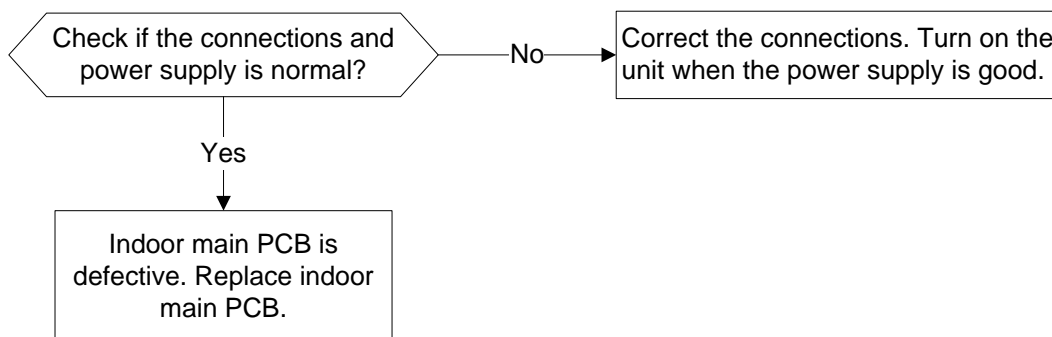 Check if the connections and
power supply is normal?
No
Correct the connections. Turn on the
unit when the power supply is good.
Yes
Indoor main PCB is
defective. Replace indoor
main PCB.